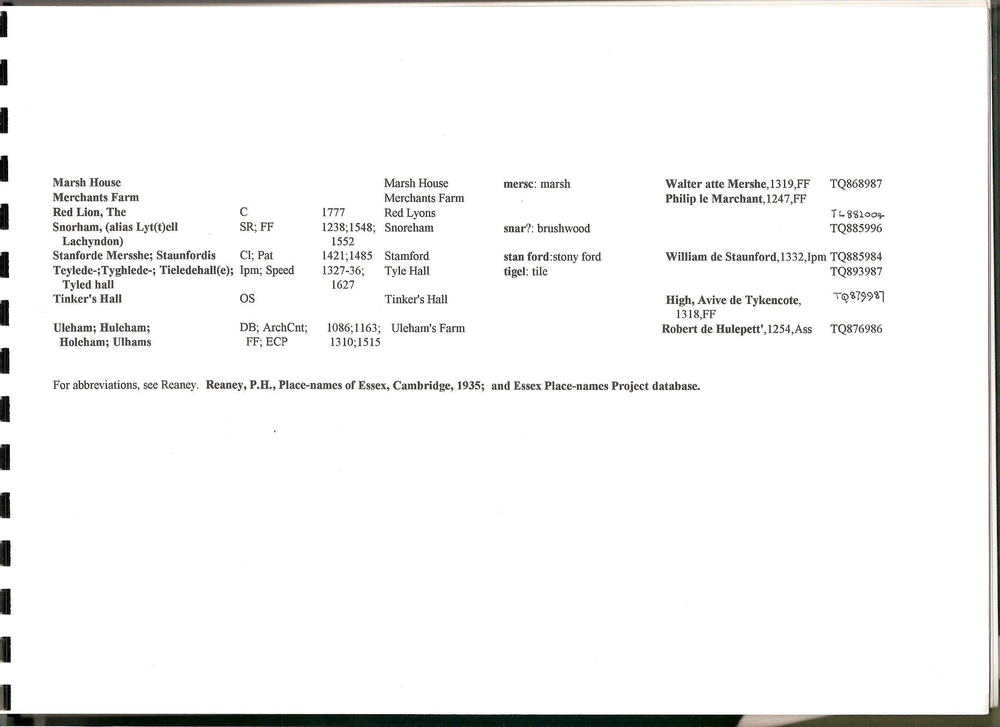 Marsh House Marsh House mersc: marsh Walter atte Mershe,1319,FF TQ868987
Merchants Farm Merchants Farm Philip le Marchant,1247,FF
Red Lion, The C 1777 Red Lyons TL881004
Snorham, (alias Lyt(t)ell SR; FF 1238;1548; Snoreham snar?: brushwood TQ885996
Lachyndon) 1552
Stanforde Mersshe; Staunfordis Cl; Pat 1421;1485 Stamford stan ford:stony ford William de Staunford,1332,Ipm TQ885984
Teylede-;Tyghlede-; Tieledehall(e); Ipm; Speed 1327-36; Tyle Hall tigel: tile TQ893987
Tyled hall 1627
Tinker's Hall OS Tinker's Hall High, Avive de Tykencote, TQ879987
1318,FF
Uleham; Huleham; DB; ArchCnt; 1086;1163; Uleham's Farm Robert de Hulepett',1254,Ass TQ876986
Holeham; Ulhams FF; ECP 1310;1515
For abbreviations, see Reaney. Reaney, P.H., Place-names of Essex, Cambridge, 1935; and Essex Place-names Project database.